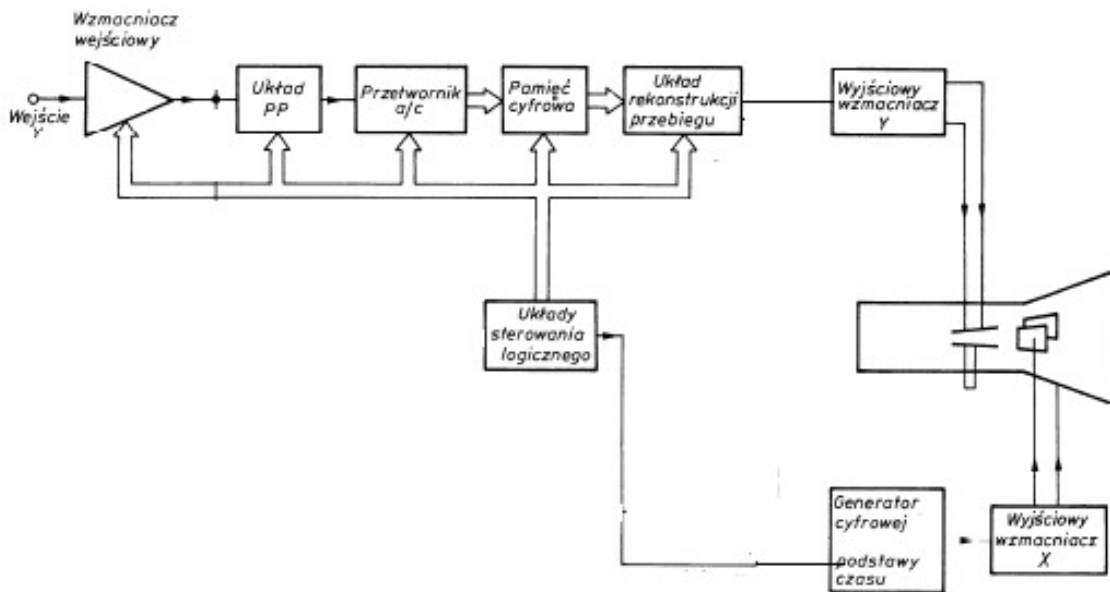 Wzmacniacz
wejściowy
Wejście
Y
Układ
PP
Przetwornik
a/c
Pamięć
cyfrowa
Układ
rekonstrukcji
przebiegu
Wyjściowy
wzmacniacz
Y
Układy
sterowania
logicznego
Generator
cyfrowej
podstawy
czasu
Wyjściowy
wzmacniacz
X